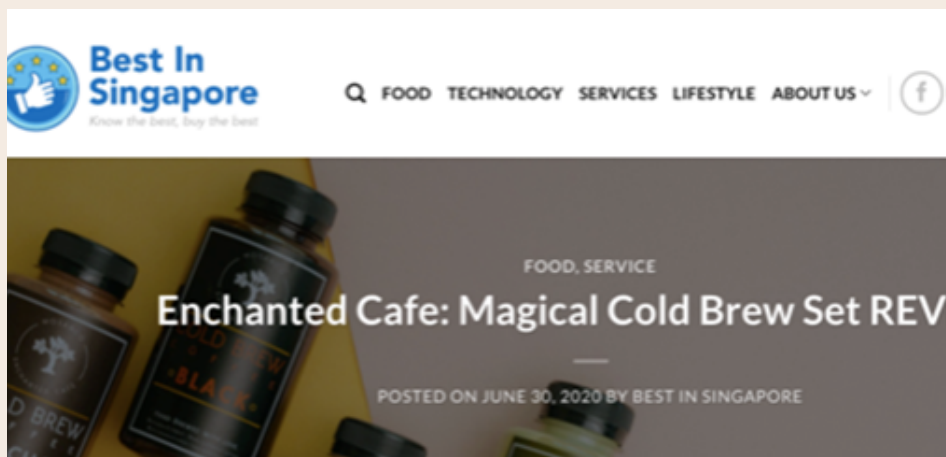 Best In
Singapore
Know the best, buy the best
FOOD TECHNOLOGY SERVICES LIFESTYLE ABOUT US
f
FOOD, SERVICE
Enchanted Cafe: Magical Cold Brew Set REV
POSTED ON JUNE 30, 2020 BY BEST IN SINGAPORE
COLD BREW
COFFEE
BLACK
D BREW